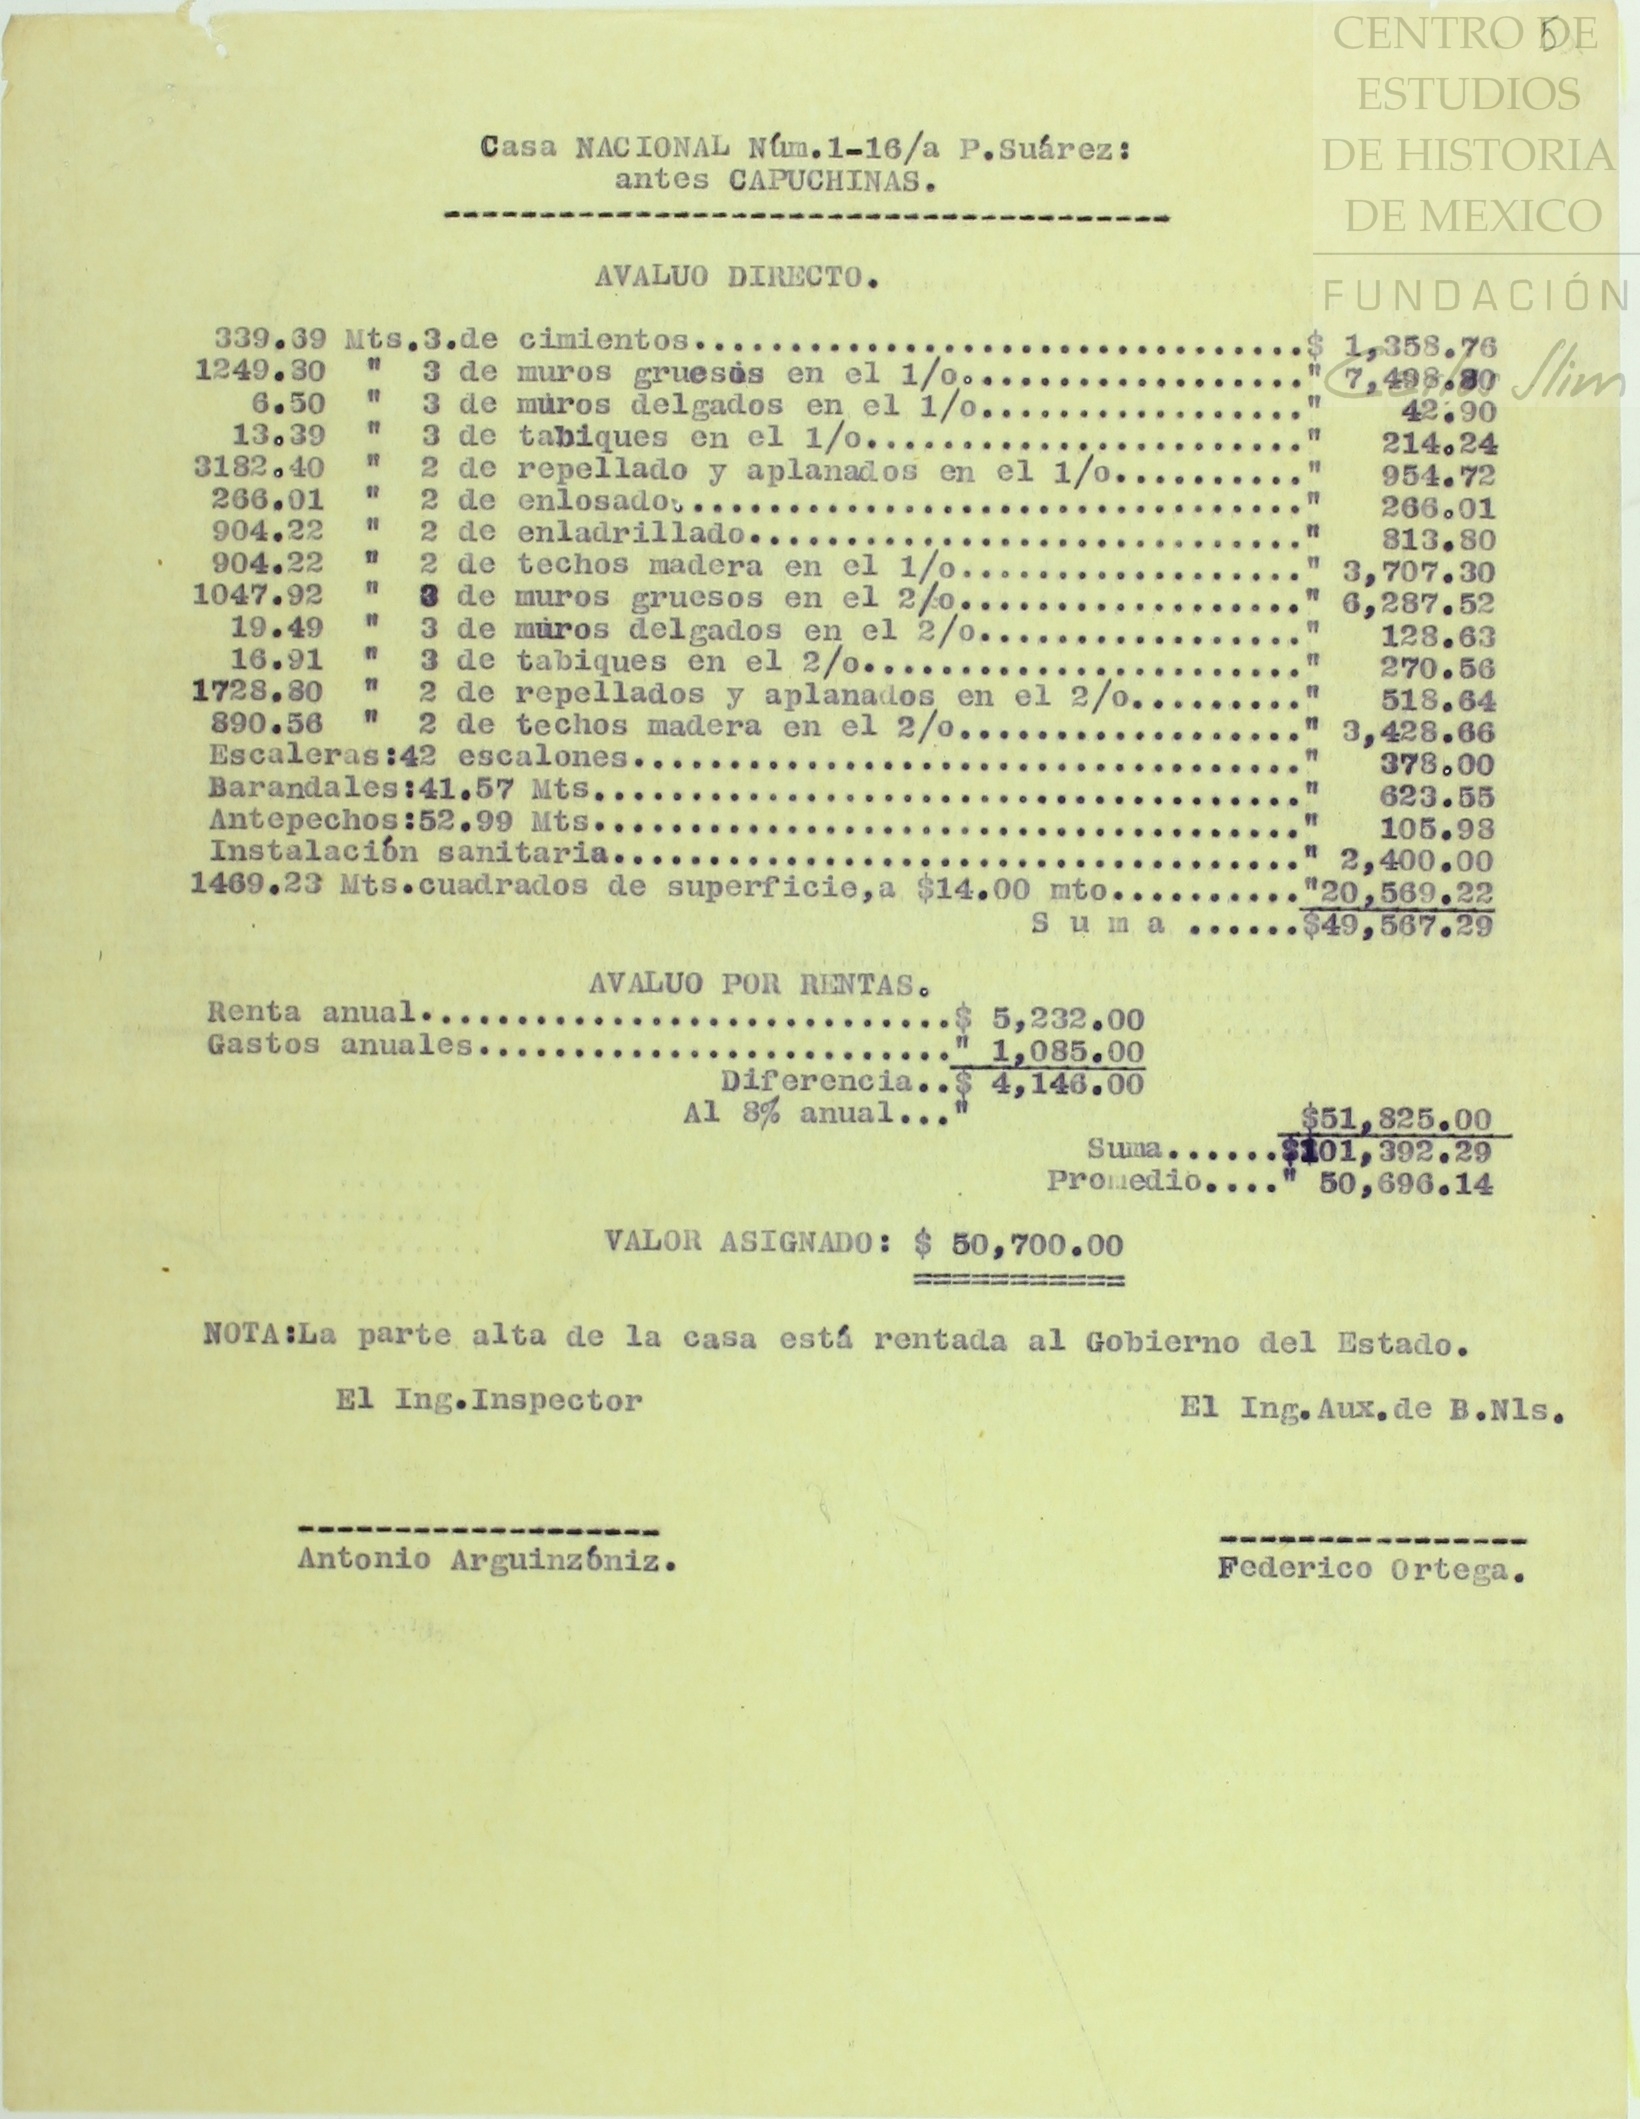 CENTRO DE
ESTUDIOS
DE HISTORIA
DE MEXICO
FUNDACIÓN
Carlos Slim
5
Casa NACIONAL Núm.1-16/a P.Suárez:
antes CAPUCHINAS.
--------------------------------------
AVALUO DIRECTO.
339.69 Mts.3.de cimientos................................$ 1,358.76
1249.80 " 3 de muros gruesos en el 1/o.................." 7,498.80
6.50 " 3 de muros delgados en el 1/o................." 42.90
13.39 " 3 de tabiques en el 1/o......................." 214.24
3182.40 " 2 de repellado y aplanados en el 1/o.........." 954.72
266.01 " 2 de enlosado................................." 266.01
904.22 " 2 de enladrillado............................." 813.80
904.22 " 2 de techos madera en el 1/o.................." 3,707.30
1047.92 " 3 de muros gruesos en el 2/o.................." 6,287.52
19.49 " 3 de muros delgados en el 2/o................." 128.63
16.91 " 3 de tabiques en el 2/o......................." 270.56
1728.80 " 2 de repellados y aplanados en el 2/o........." 518.64
890.56 " 2 de techos madera en el 2/o.................." 3,428.66
Escaleras:42 escalones..................................." 378.00
Barandales:41.57 Mts....................................." 623.55
Antepechos:52.99 Mts....................................." 105.98
Instalación sanitaria...................................." 2,400.00
1469.23 Mts.cuadrados de superficie,a $14.00 mto.........."20,569.22
S u m a ......$49,567.29
AVALUO POR RENTAS.
Renta anual............................$ 5,232.00
Gastos anuales........................." 1,085.00
Diferencia..$ 4,146.00
Al 8% anual..." $51,825.00
Suma......$101,392.29
Promedio...." 50,696.14
VALOR ASIGNADO: $ 50,700.00
===========
NOTA:La parte alta de la casa está rentada al Gobierno del Estado.
El Ing.Inspector El Ing.Aux.de B.Nls.
------------------- ----------------
Antonio Arguinzóniz. Federico Ortega.